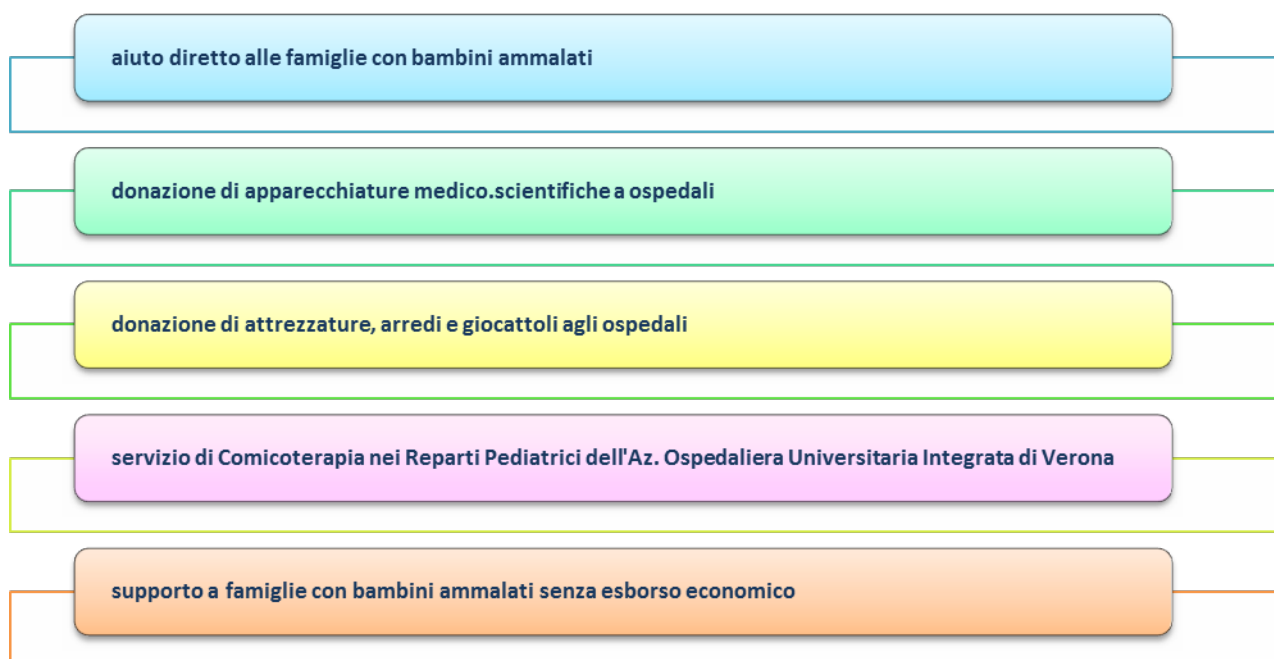 aiuto diretto alle famiglie con bambini ammalati
donazione di apparecchiature medico.scientifiche a ospedali
donazione di attrezzature, arredi e giocattoli agli ospedali
servizio di Comicoterapia nei Reparti Pediatrici dell'Az. Ospedaliera Universitaria Integrata di Verona
supporto a famiglie con bambini ammalati senza esborso economico